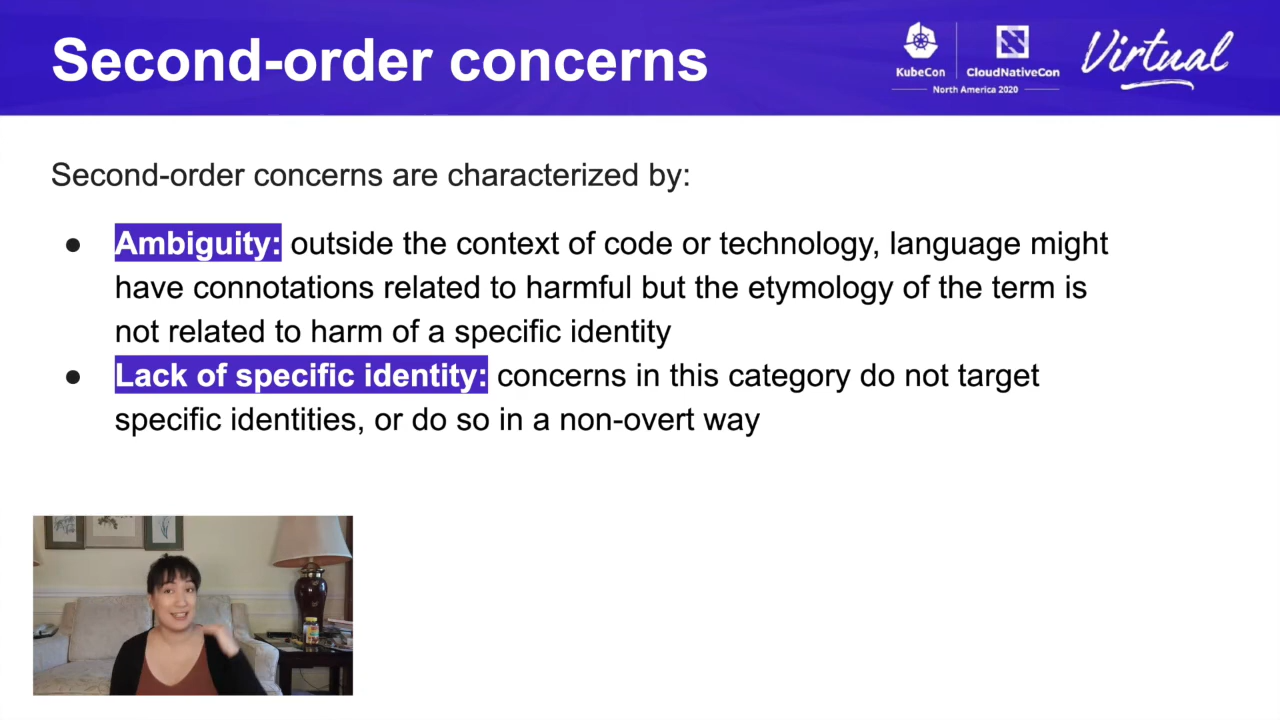 Second-order concerns
KubeCon
CloudNativeCon
North America 2020
Virtual
Second-order concerns are characterized by:
● Ambiguity: outside the context of code or technology, language might
have connotations related to harmful but the etymology of the term is
not related to harm of a specific identity
● Lack of specific identity: concerns in this category do not target
specific identities, or do so in a non-overt way